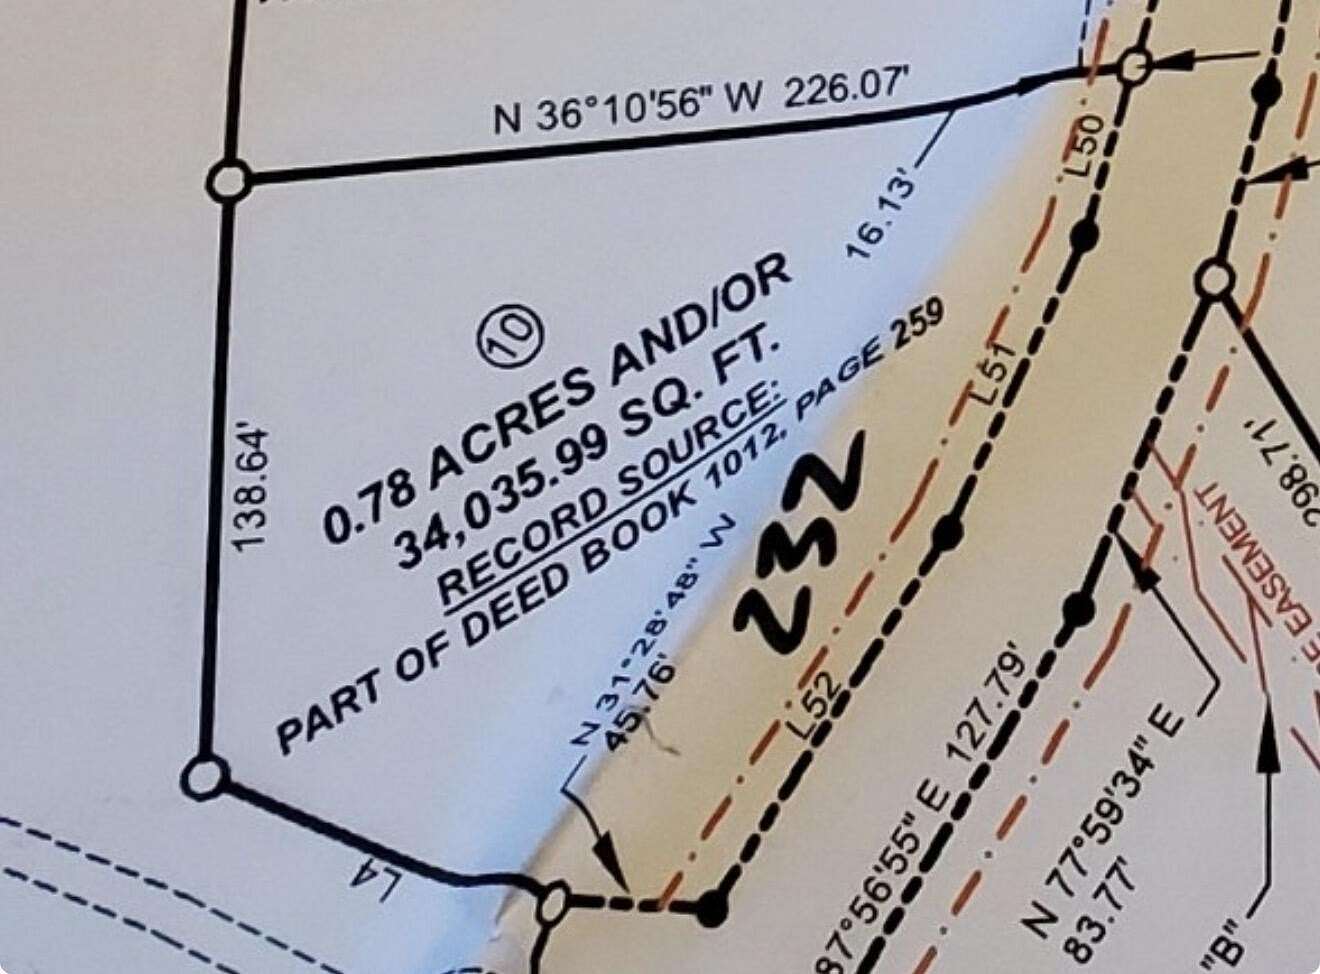 N 36°10'56" W 226.07'
L50
16.13'
10
0.78 ACRES AND/OR
34,035.99 SQ. FT.
RECORD SOURCE:
PART OF DEED BOOK 1012, PAGE 259
L51
138.64'
232
N 31°28'48" W
45.76'
L52
298.71'
EASEMENT
87°56'55" E 127.79'
N 77°59'34" E
83.77'
L4
"B"